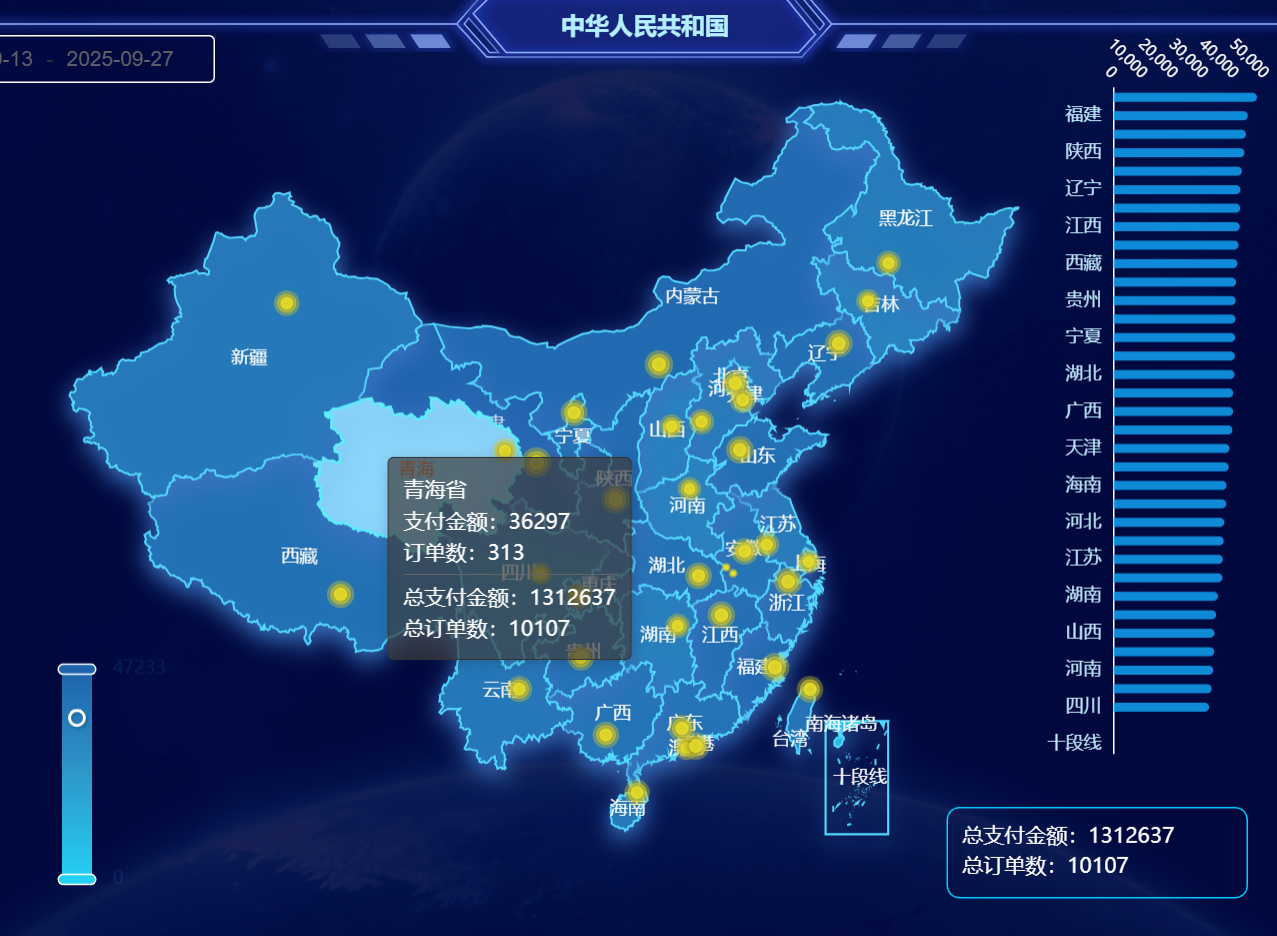 中华人民共和国
-13 - 2025-09-27
0
10,000
20,000
30,000
40,000
50,000
福建
陕西
辽宁
江西
西藏
贵州
宁夏
湖北
广西
天津
海南
河北
江苏
湖南
山西
河南
四川
十段线
黑龙江
内蒙古
吉林
新疆
辽宁
北京
宁夏
山西
山东
青海
陕西
河南
江苏
西藏
安徽
上海
湖北
四川
重庆
浙江
湖南
江西
贵州
福建
云南
广西
广东
南海诸岛
台湾
十段线
海南
青海省
支付金额：36297
订单数：313
总支付金额：1312637
总订单数：10107
47233
0
总支付金额：1312637
总订单数：10107